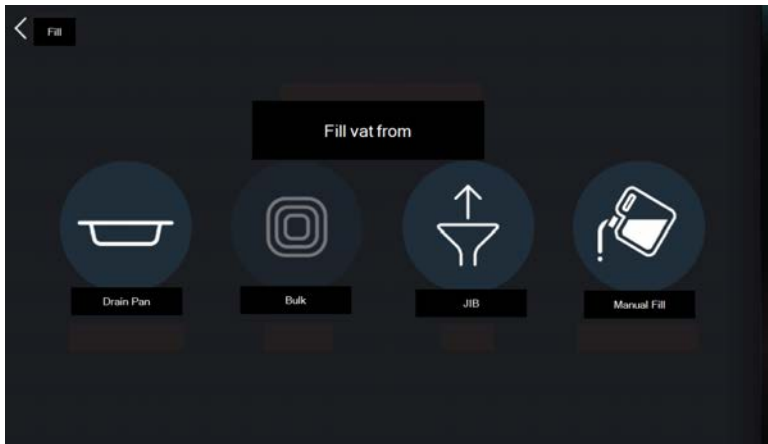 Fill
Fill vat from
Drain Pan
Bulk
JIB
Manual Fill